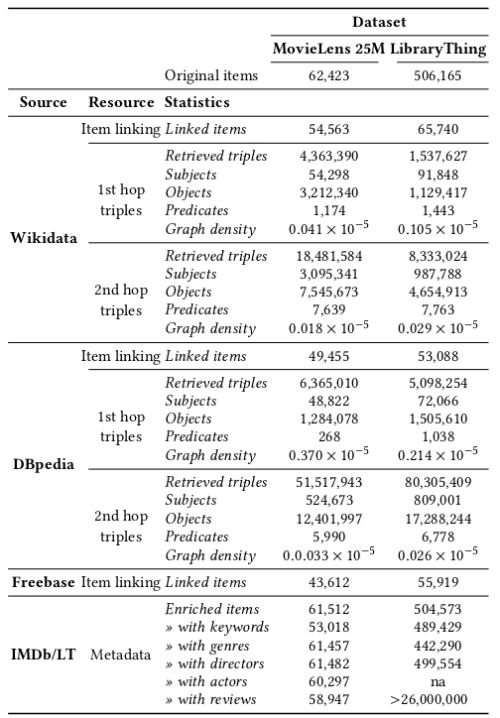 Dataset
MovieLens 25M LibraryThing
Original items 62,423 506,165
Source Resource Statistics
Item linking Linked items 54,563 65,740
Retrieved triples 4,363,390 1,537,627
Subjects 54,298 91,848
1st hop Objects 3,212,340 1,129,417
triples Predicates 1,174 1,443
Graph density 0.041 × 10⁻⁵ 0.105 × 10⁻⁵
Wikidata
Retrieved triples 18,481,584 8,333,024
Subjects 3,095,341 987,788
2nd hop Objects 7,545,673 4,654,913
triples Predicates 7,639 7,763
Graph density 0.018 × 10⁻⁵ 0.029 × 10⁻⁵
Item linking Linked items 49,455 53,088
Retrieved triples 6,365,010 5,098,254
Subjects 48,822 72,066
1st hop Objects 1,284,078 1,505,610
triples Predicates 268 1,038
Graph density 0.370 × 10⁻⁵ 0.214 × 10⁻⁵
DBpedia
Retrieved triples 51,517,943 80,305,409
Subjects 524,673 809,001
2nd hop Objects 12,401,997 17,288,244
triples Predicates 5,990 6,778
Graph density 0.0.033 × 10⁻⁵ 0.026 × 10⁻⁵
Freebase Item linking Linked items 43,612 55,919
Enriched items 61,512 504,573
» with keywords 53,018 489,429
» with genres 61,457 442,290
IMDb/LT Metadata » with directors 61,482 499,554
» with actors 60,297 na
» with reviews 58,947 >26,000,000